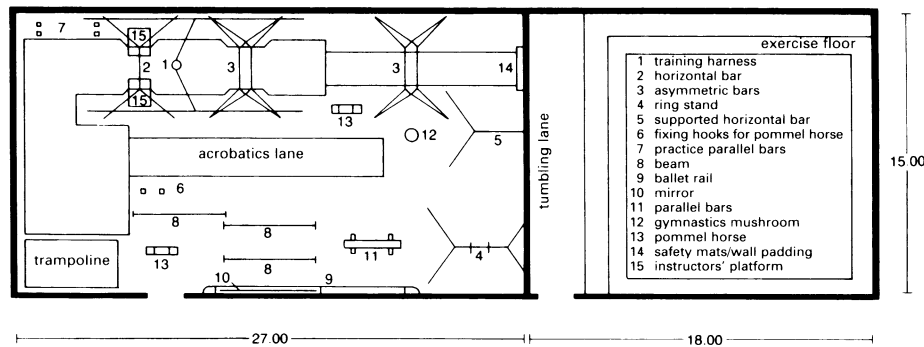 7
15
2
1
3
3
14
15
13
12
5
acrobatics lane
6
8
8
8
trampoline
13
11
4
10
9
tumbling lane
exercise floor
1 training harness
2 horizontal bar
3 asymmetric bars
4 ring stand
5 supported horizontal bar
6 fixing hooks for pommel horse
7 practice parallel bars
8 beam
9 ballet rail
10 mirror
11 parallel bars
12 gymnastics mushroom
13 pommel horse
14 safety mats/wall padding
15 instructors' platform
15.00
27.00
18.00